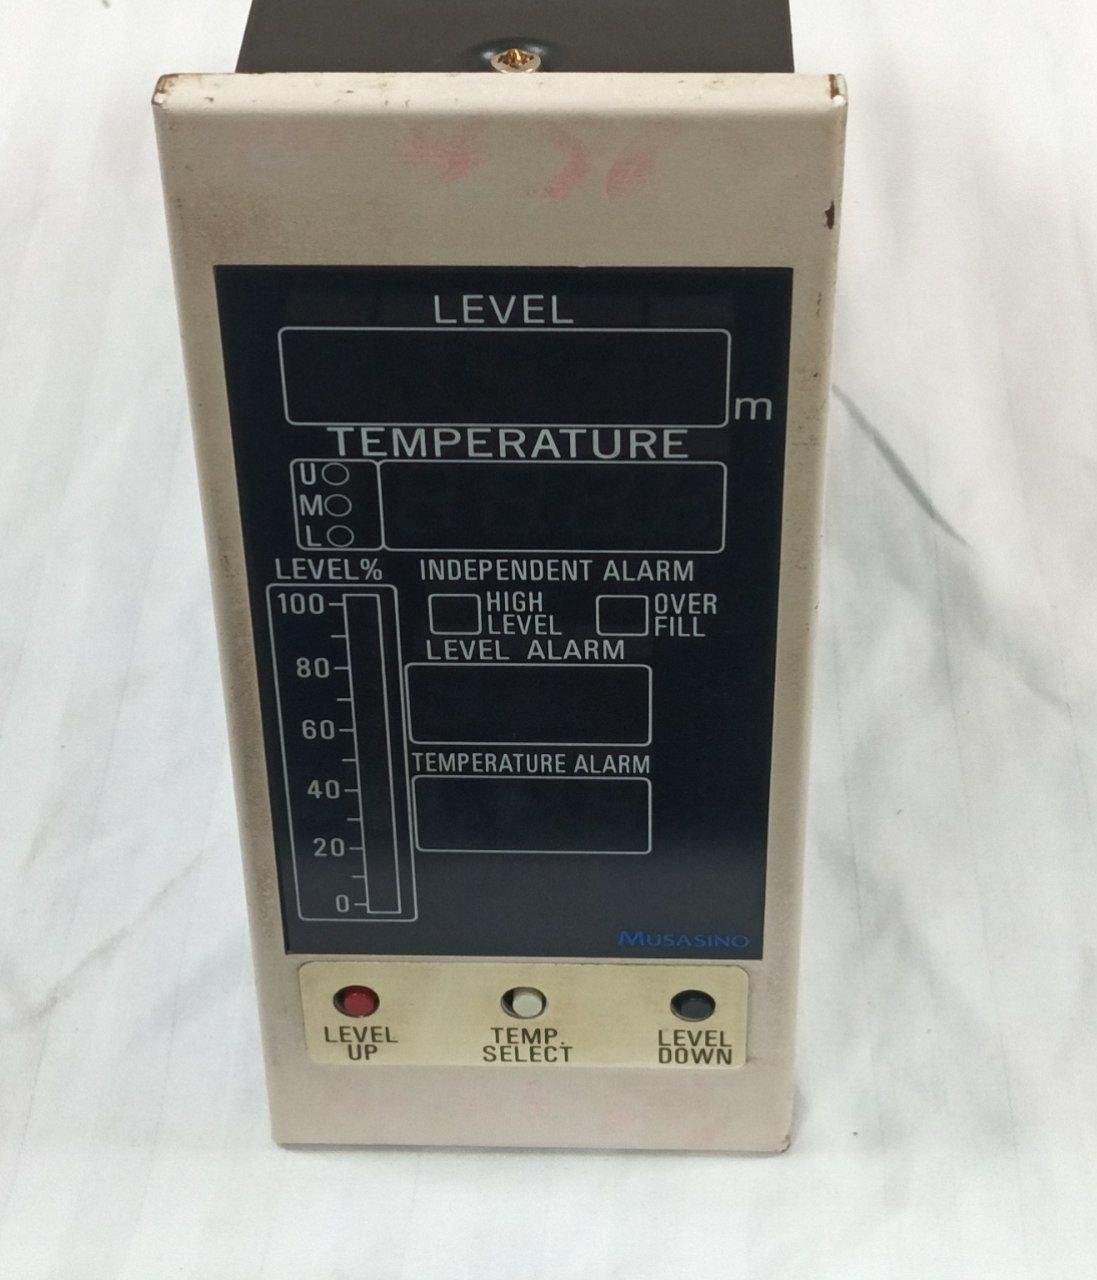 LEVEL
m
TEMPERATURE
U
M
L
LEVEL%
INDEPENDENT ALARM
100
HIGH LEVEL
OVER FILL
LEVEL ALARM
80
60
TEMPERATURE ALARM
40
20
0
MUSASINO
LEVEL UP
TEMP. SELECT
LEVEL DOWN